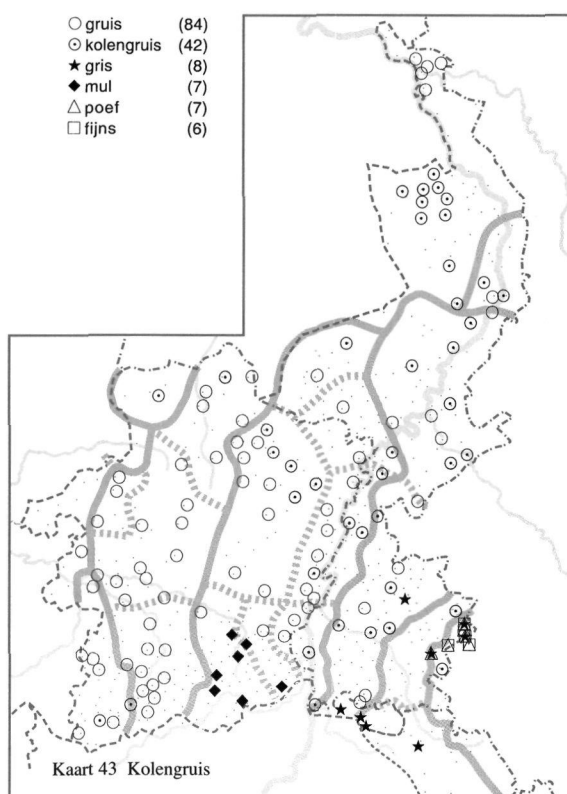 gruis (84)
kolengruis (42)
gris (8)
mul (7)
poef (7)
fijns (6)
Kaart 43 Kolengruis